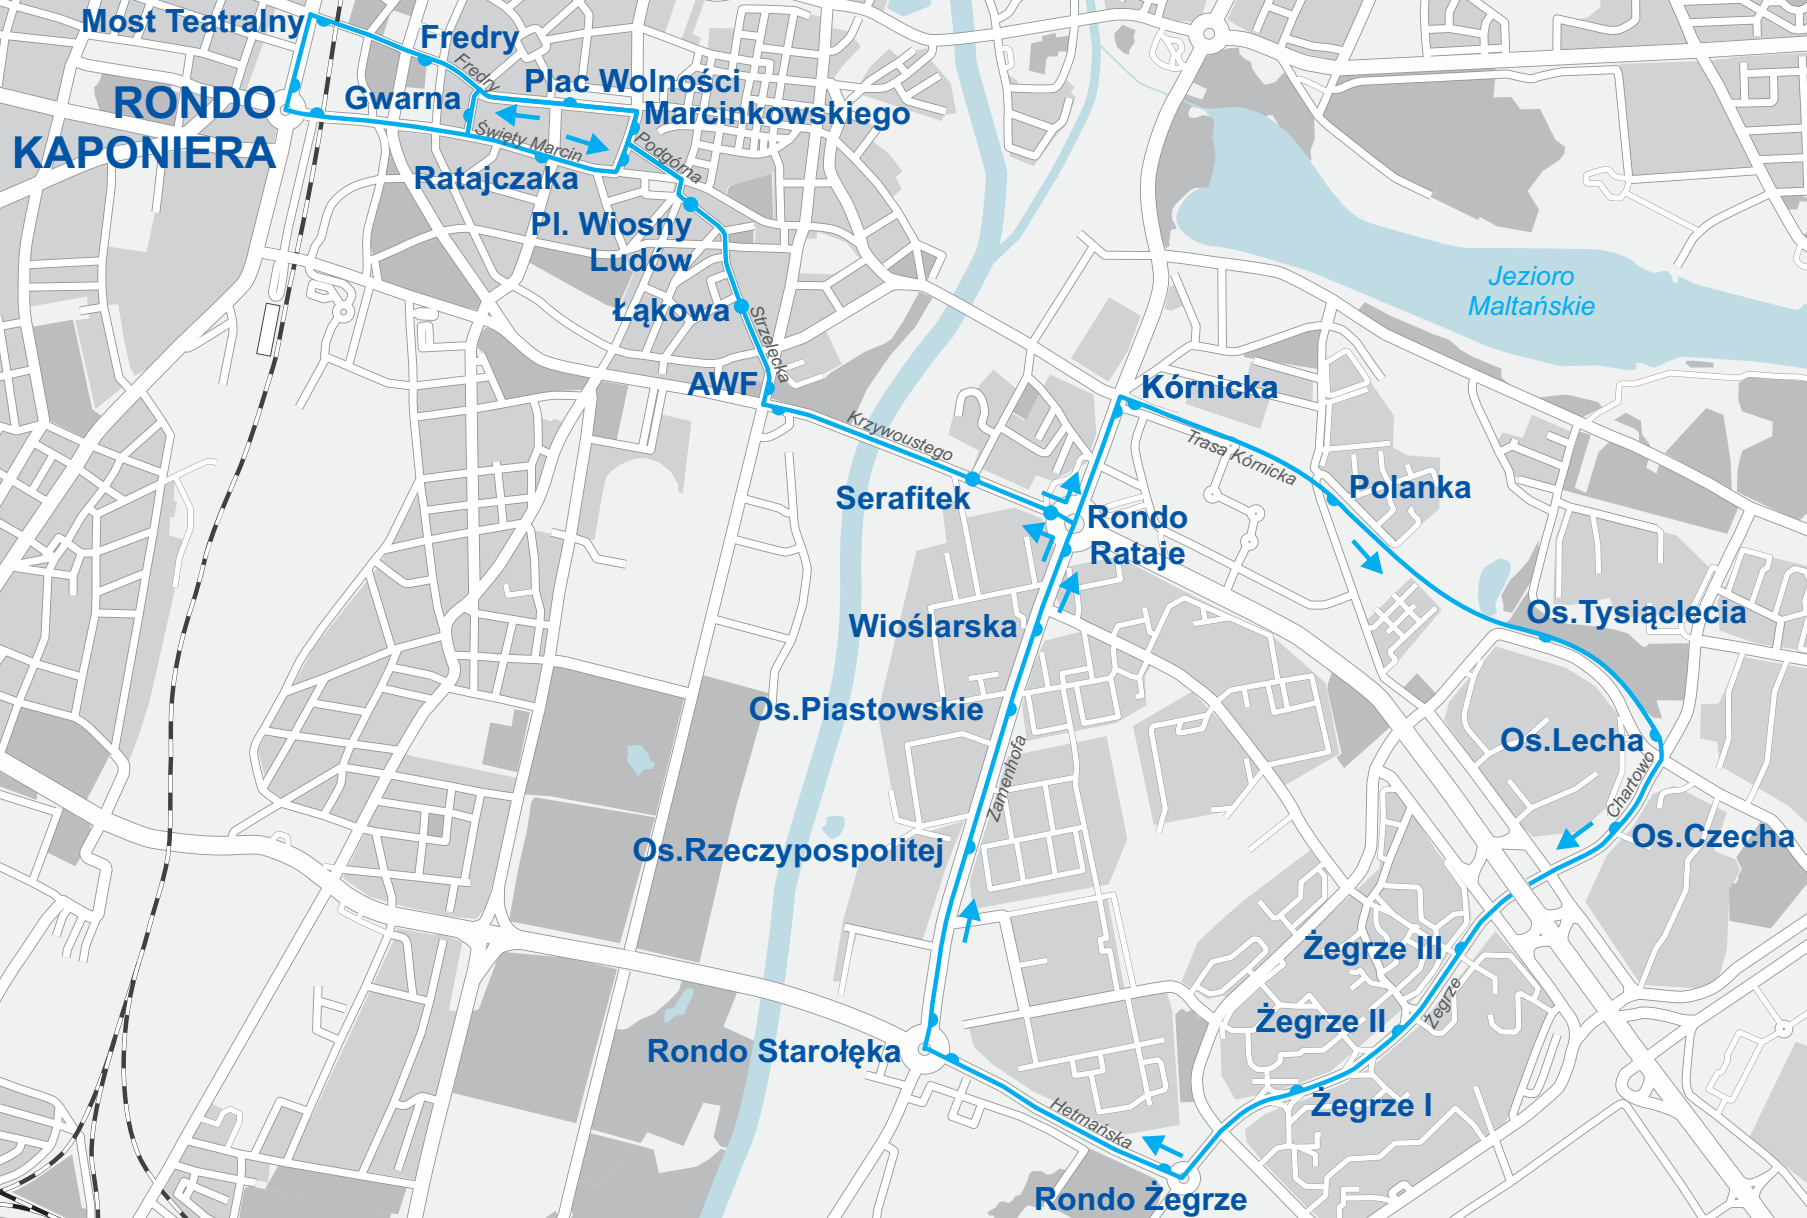 Most Teatralny
Fredry
Fredry
Plac Wolności
RONDO
KAPONIERA
Gwarna
Marcinkowskiego
Święty Marcin
Podgórna
Ratajczaka
Pl. Wiosny
Ludów
Jezioro
Maltańskie
Łąkowa
Strzelecka
AWF
Kórnicka
Krzywoustego
Trasa Kórnicka
Serafitek
Polanka
Rondo
Rataje
Wioślarska
Os.Tysiąclecia
Os.Piastowskie
Zamenhofa
Os.Lecha
Chartowo
Os.Czecha
Os.Rzeczypospolitej
Żegrze III
Żegrze
Żegrze II
Rondo Starołęka
Żegrze I
Hetmańska
Rondo Żegrze